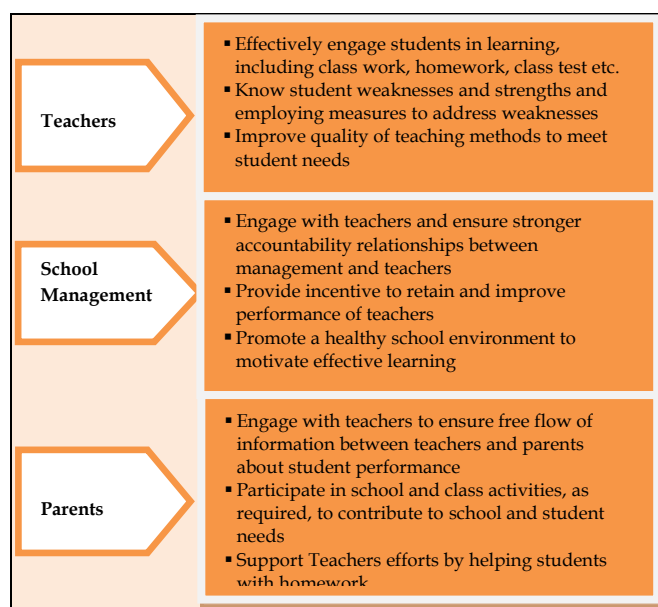 Teachers
▪ Effectively engage students in learning,
including class work, homework, class test etc.
▪ Know student weaknesses and strengths and
employing measures to address weaknesses
▪ Improve quality of teaching methods to meet
student needs
School
Management
▪ Engage with teachers and ensure stronger
accountability relationships between
management and teachers
▪ Provide incentive to retain and improve
performance of teachers
▪ Promote a healthy school environment to
motivate effective learning
Parents
▪ Engage with teachers to ensure free flow of
information between teachers and parents
about student performance
▪ Participate in school and class activities, as
required, to contribute to school and student
needs
▪ Support Teachers efforts by helping students
with homework